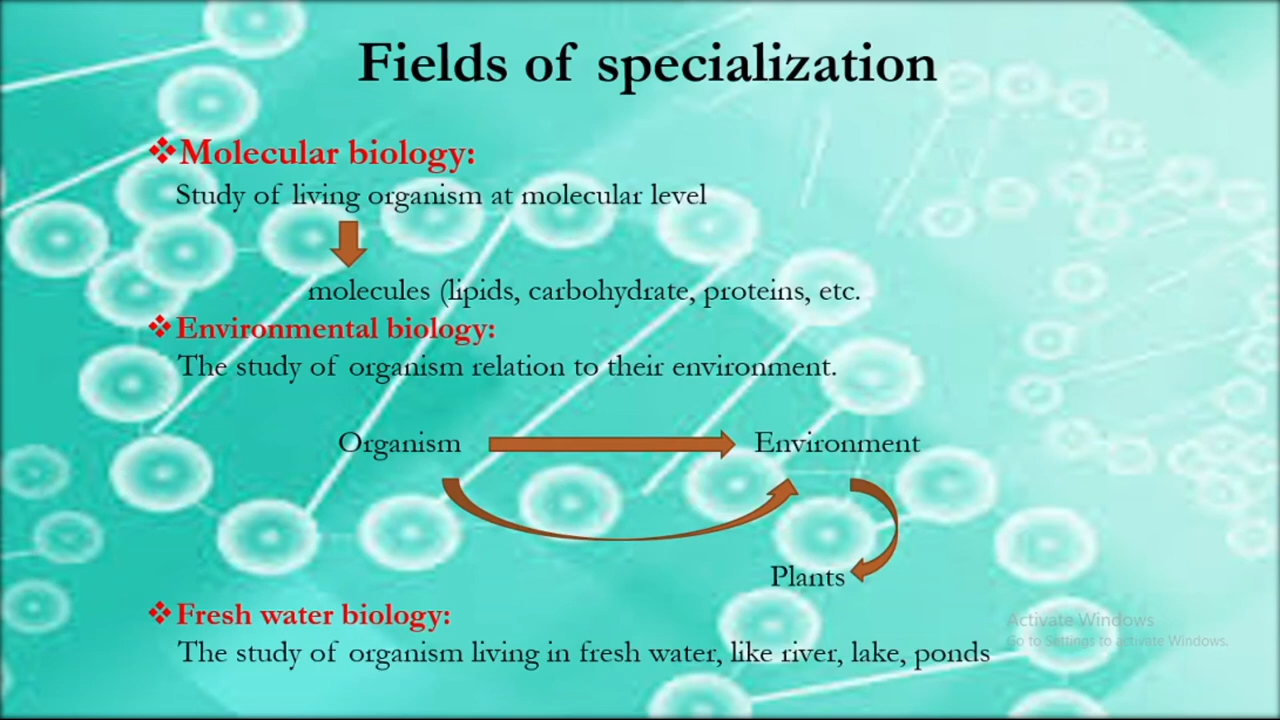 Fields of specialization
❖Molecular biology:
Study of living organism at molecular level
molecules (lipids, carbohydrate, proteins, etc.
❖Environmental biology:
The study of organism relation to their environment.
Organism Environment
Plants
❖Fresh water biology:
The study of organism living in fresh water, like river, lake, ponds
Activate Windows
Go to Settings to activate Windows.